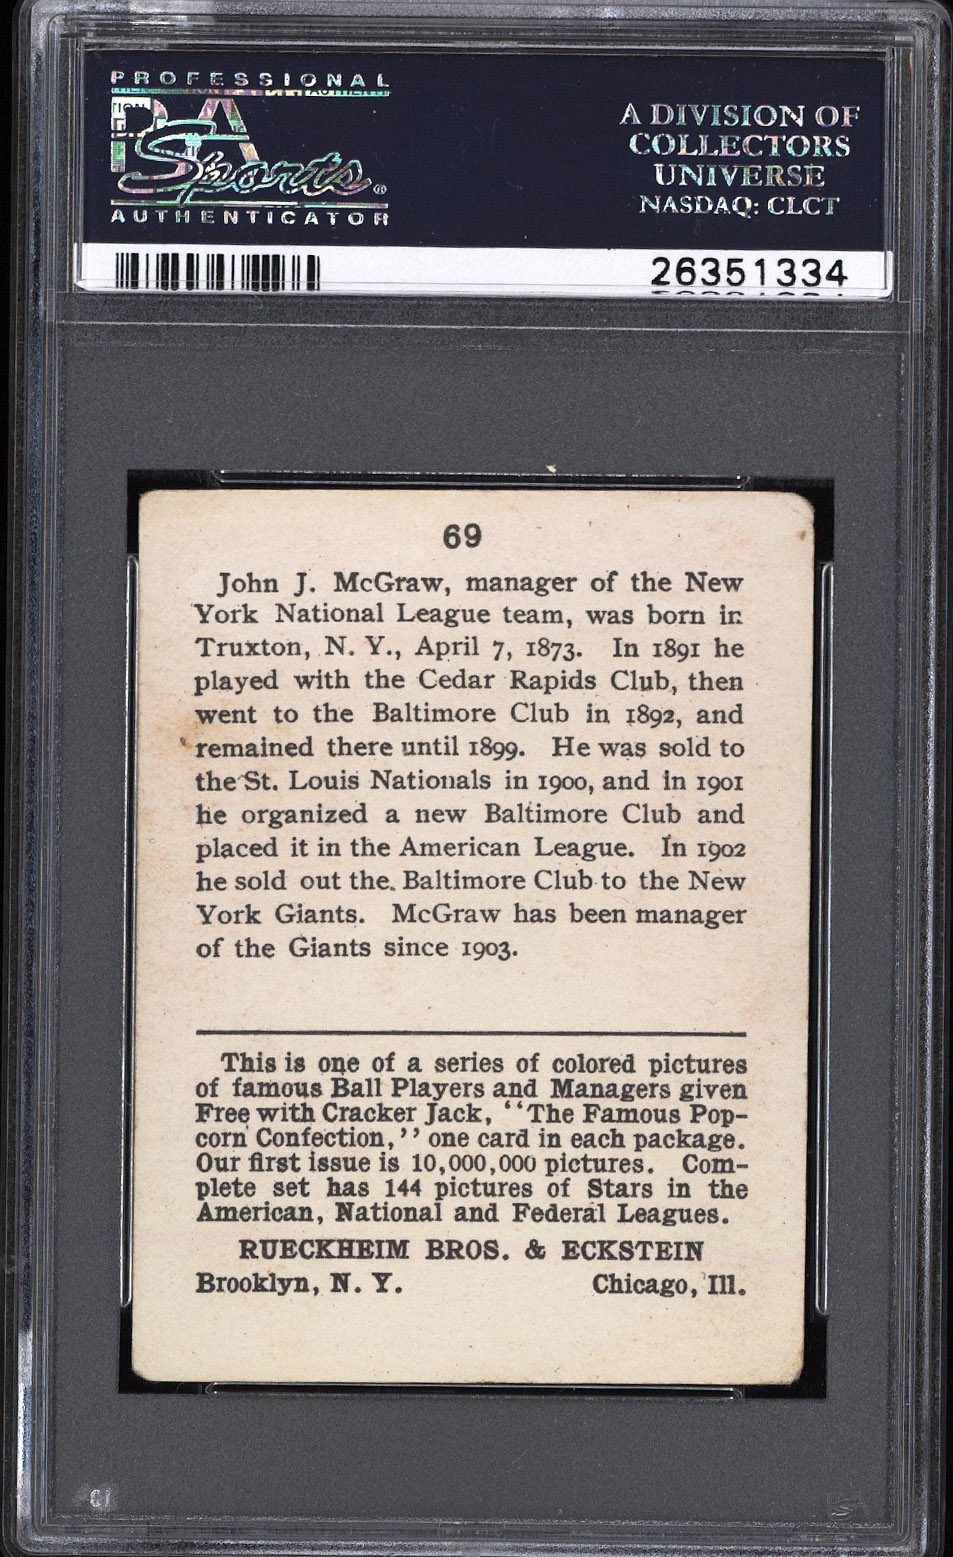 PROFESSIONAL
PSA
Sports®
AUTHENTICATOR
A DIVISION OF
COLLECTORS
UNIVERSE
NASDAQ: CLCT
26351334
69
John J. McGraw, manager of the New
York National League team, was born in
Truxton, N. Y., April 7, 1873. In 1891 he
played with the Cedar Rapids Club, then
went to the Baltimore Club in 1892, and
remained there until 1899. He was sold to
the St. Louis Nationals in 1900, and in 1901
he organized a new Baltimore Club and
placed it in the American League. In 1902
he sold out the Baltimore Club to the New
York Giants. McGraw has been manager
of the Giants since 1903.
This is one of a series of colored pictures
of famous Ball Players and Managers given
Free with Cracker Jack, "The Famous Pop-
corn Confection," one card in each package.
Our first issue is 10,000,000 pictures. Com-
plete set has 144 pictures of Stars in the
American, National and Federal Leagues.
RUECKHEIM BROS. & ECKSTEIN
Brooklyn, N. Y. Chicago, Ill.